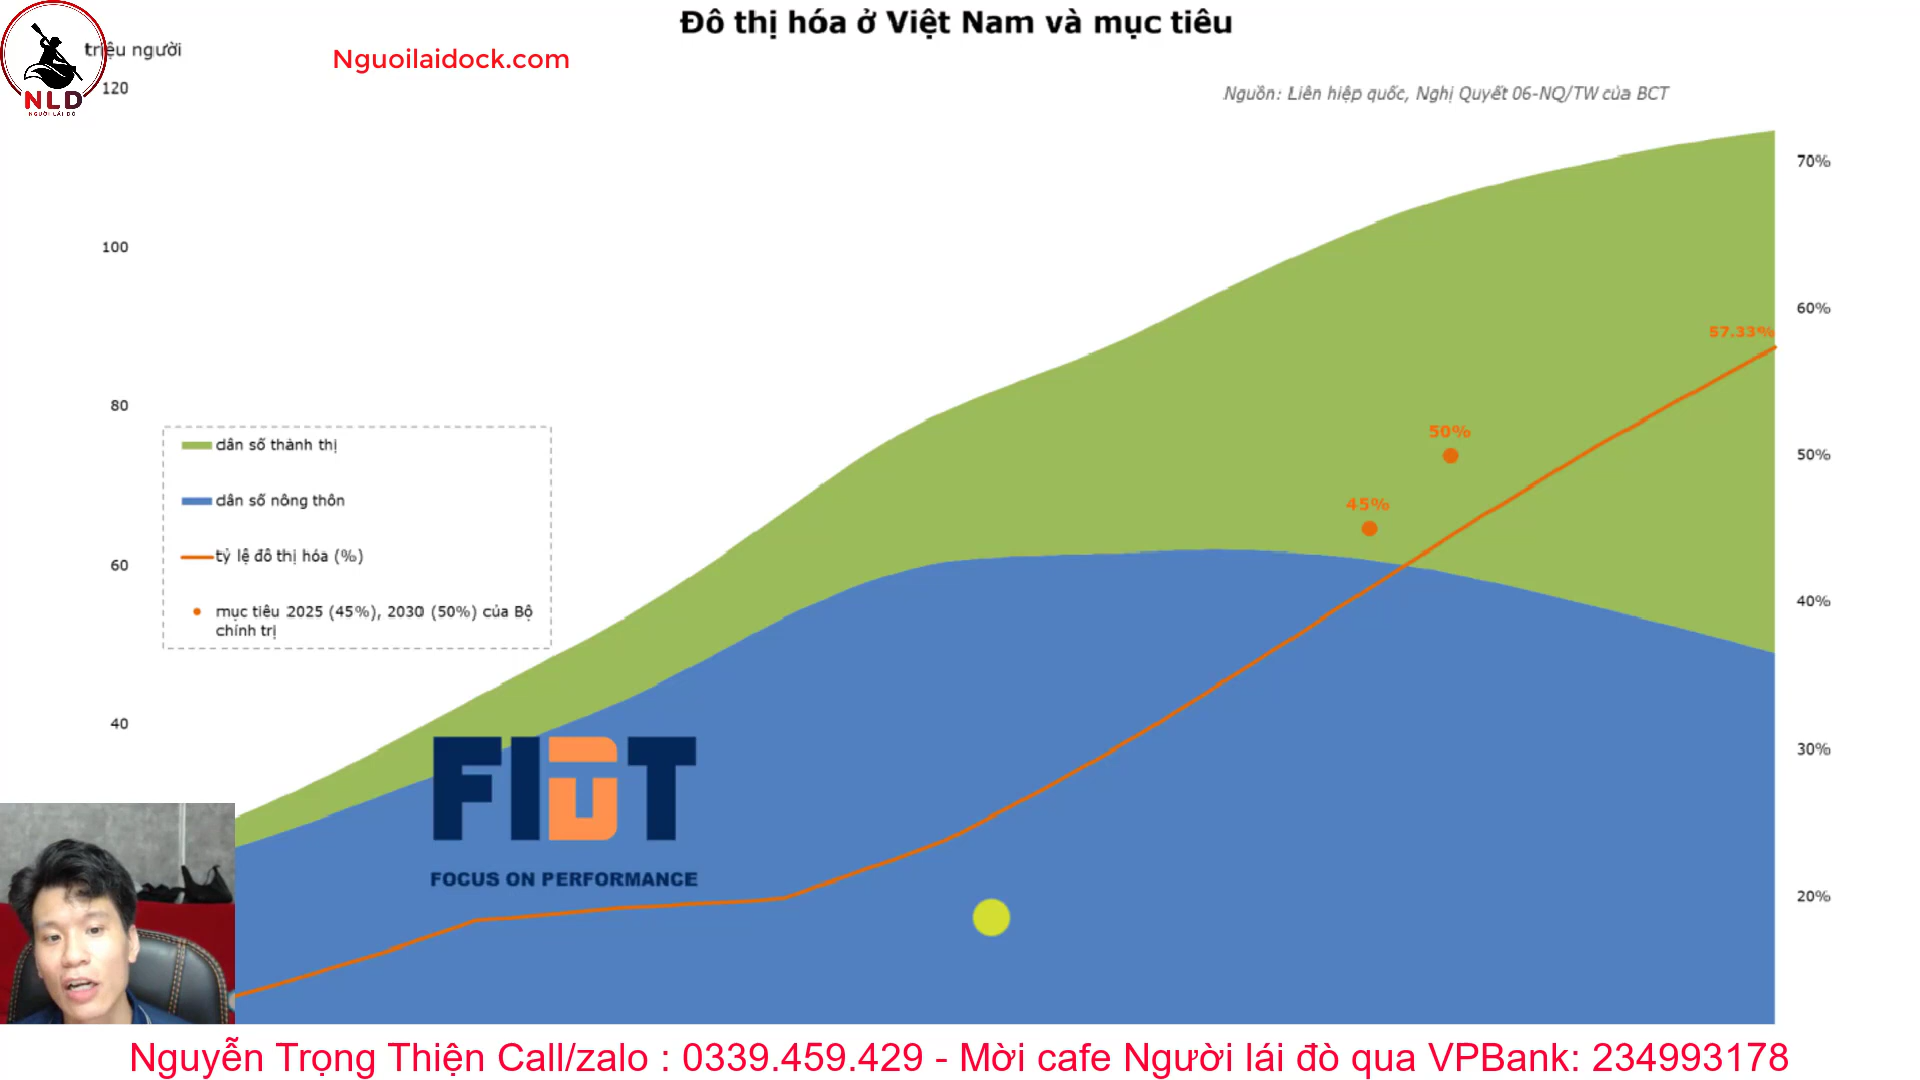 Đô thị hóa ở Việt Nam và mục tiêu
triệu người
Nguoilaidock.com
NLD
NGƯỜI LÁI ĐÒ
Nguồn: Liên hiệp quốc, Nghị Quyết 06-NQ/TW của BCT
120
100
80
60
40
70%
60%
50%
40%
30%
20%
57.33%
50%
45%
dân số thành thị
dân số nông thôn
tỷ lệ đô thị hóa (%)
mục tiêu 2025 (45%), 2030 (50%) của Bộ
chính trị
FIDT
FOCUS ON PERFORMANCE
Nguyễn Trọng Thiện Call/zalo : 0339.459.429 - Mời cafe Người lái đò qua VPBank: 234993178